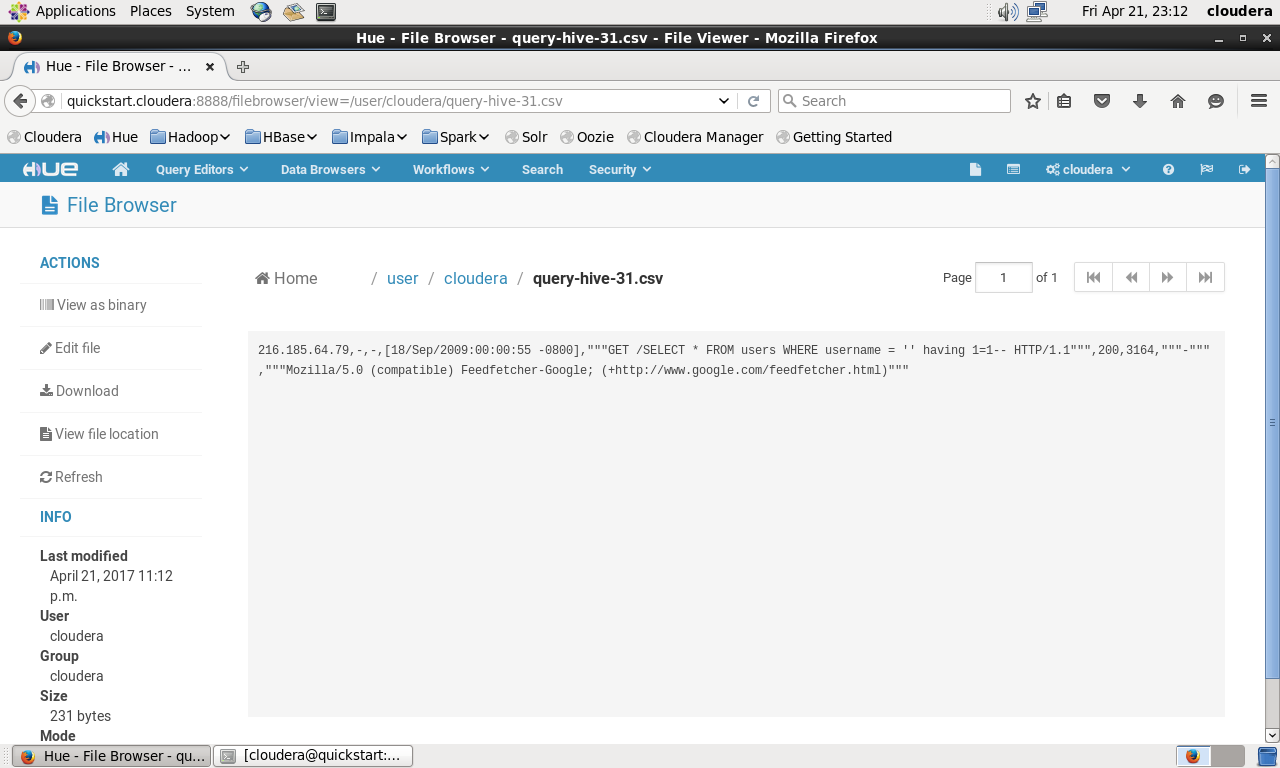 Applications Places System Fri Apr 21, 23:12 cloudera
Hue - File Browser - query-hive-31.csv - File Viewer - Mozilla Firefox
Hue - File Browser - ...
quickstart.cloudera:8888/filebrowser/view=/user/cloudera/query-hive-31.csv Search
Cloudera Hue Hadoop HBase Impala Spark Solr Oozie Cloudera Manager Getting Started
HUE Query Editors Data Browsers Workflows Search Security cloudera
File Browser
ACTIONS
View as binary
Edit file
Download
View file location
Refresh
INFO
Last modified
April 21, 2017 11:12
p.m.
User
cloudera
Group
cloudera
Size
231 bytes
Mode
Home / user / cloudera / query-hive-31.csv Page 1 of 1
216.185.64.79,-,-,[18/Sep/2009:00:00:55 -0800],"""GET /SELECT * FROM users WHERE username = '' having 1=1-- HTTP/1.1""",200,3164,"""-"""
,"""Mozilla/5.0 (compatible) Feedfetcher-Google; (+http://www.google.com/feedfetcher.html)"""
Hue - File Browser - qu... [cloudera@quickstart:...